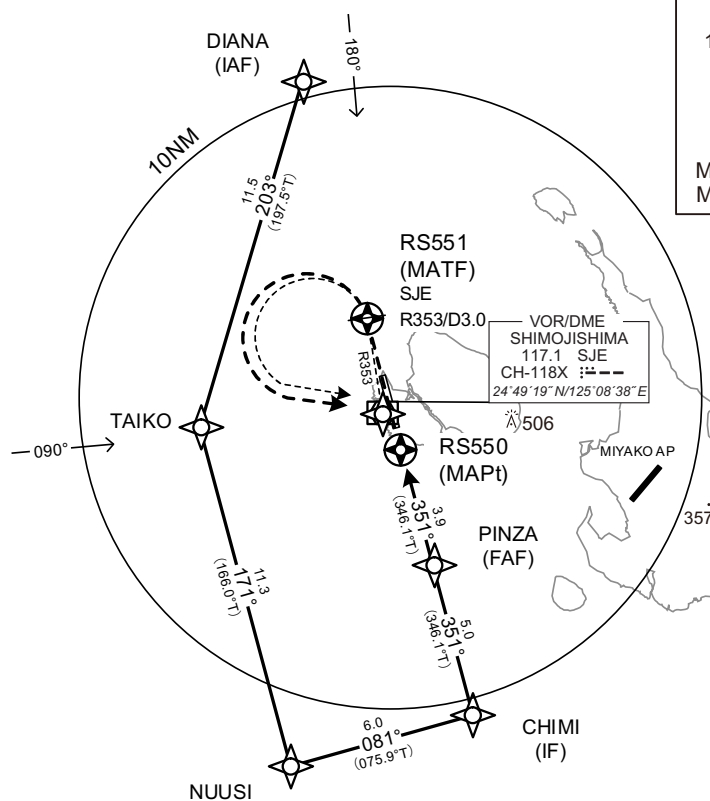 DIANA
(IAF)
180°
1
M
M
10NM
11.5
203°
(197.5°T)
RS551
(MATF)
SJE
R353/D3.0
VOR/DME
SHIMOJISHIMA
117.1 SJE
CH-118X
24°49'19"N/125°08'38"E
R353
TAIKO
090°
506
RS550
(MAPt)
MIYAKO AP
357
3.9
351°
(346.1°T)
PINZA
(FAF)
11.3
171°
(166.0°T)
5.0
351°
(346.1°T)
6.0
081°
(075.9°T)
CHIMI
(IF)
NUUSI